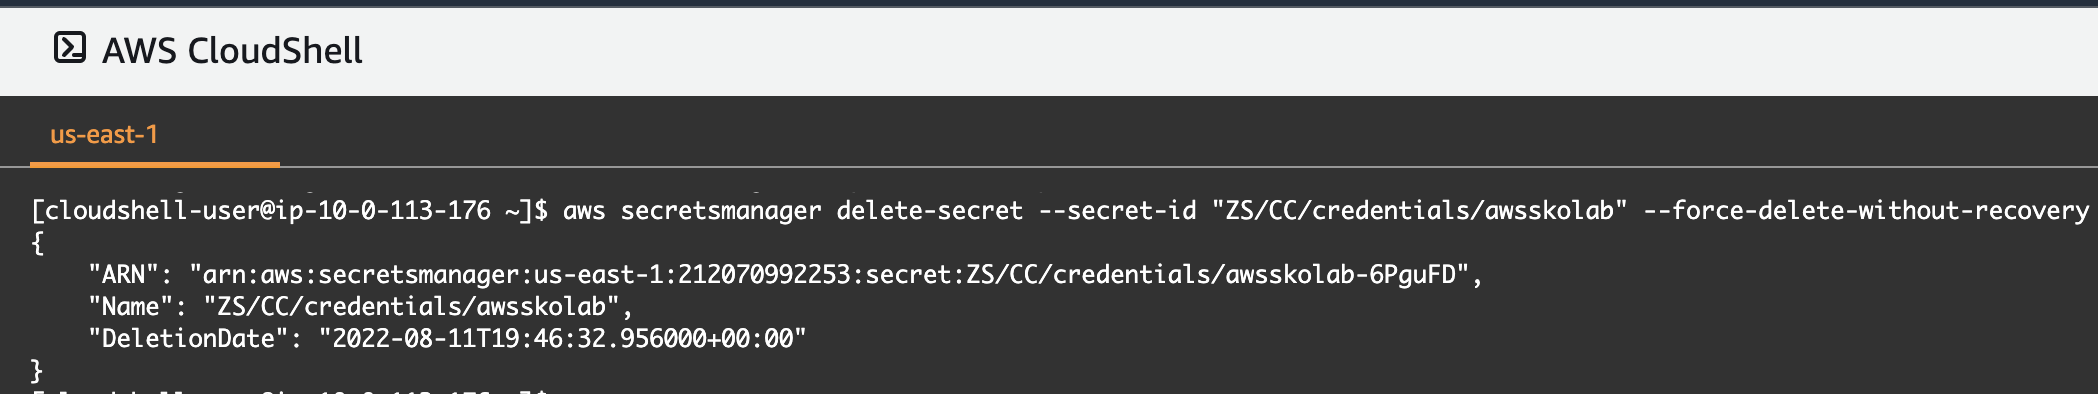 AWS CloudShell
us-east-1
[cloudshell-user@ip-10-0-113-176 ~]$ aws secretsmanager delete-secret --secret-id "ZS/CC/credentials/awsskolab" --force-delete-without-recovery
{
    "ARN": "arn:aws:secretsmanager:us-east-1:212070992253:secret:ZS/CC/credentials/awsskolab-6PguFD",
    "Name": "ZS/CC/credentials/awsskolab",
    "DeletionDate": "2022-08-11T19:46:32.956000+00:00"
}